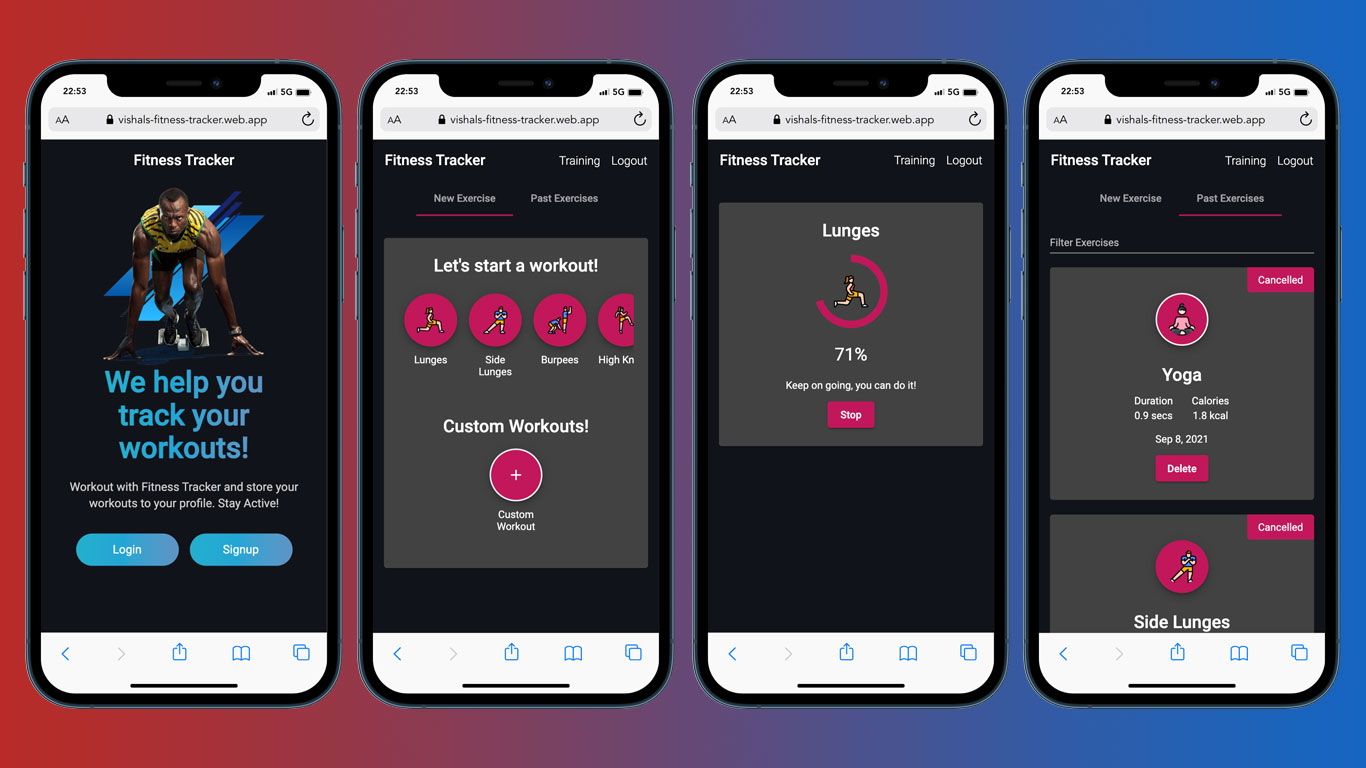 22:53
5G
AA vishals-fitness-tracker.web.app
Fitness Tracker
We help you
track your
workouts!
Workout with Fitness Tracker and store your
workouts to your profile. Stay Active!
Login Signup
22:53
5G
AA vishals-fitness-tracker.web.app
Fitness Tracker Training Logout
New Exercise Past Exercises
Let's start a workout!
Lunges Side Burpees High Kn
Lunges
Custom Workouts!
+
Custom
Workout
22:53
5G
AA vishals-fitness-tracker.web.app
Fitness Tracker Training Logout
Lunges
71%
Keep on going, you can do it!
Stop
22:53
5G
AA vishals-fitness-tracker.web.app
Fitness Tracker Training Logout
New Exercise Past Exercises
Filter Exercises
Cancelled
Yoga
Duration Calories
0.9 secs 1.8 kcal
Sep 8, 2021
Delete
Cancelled
Side Lunges